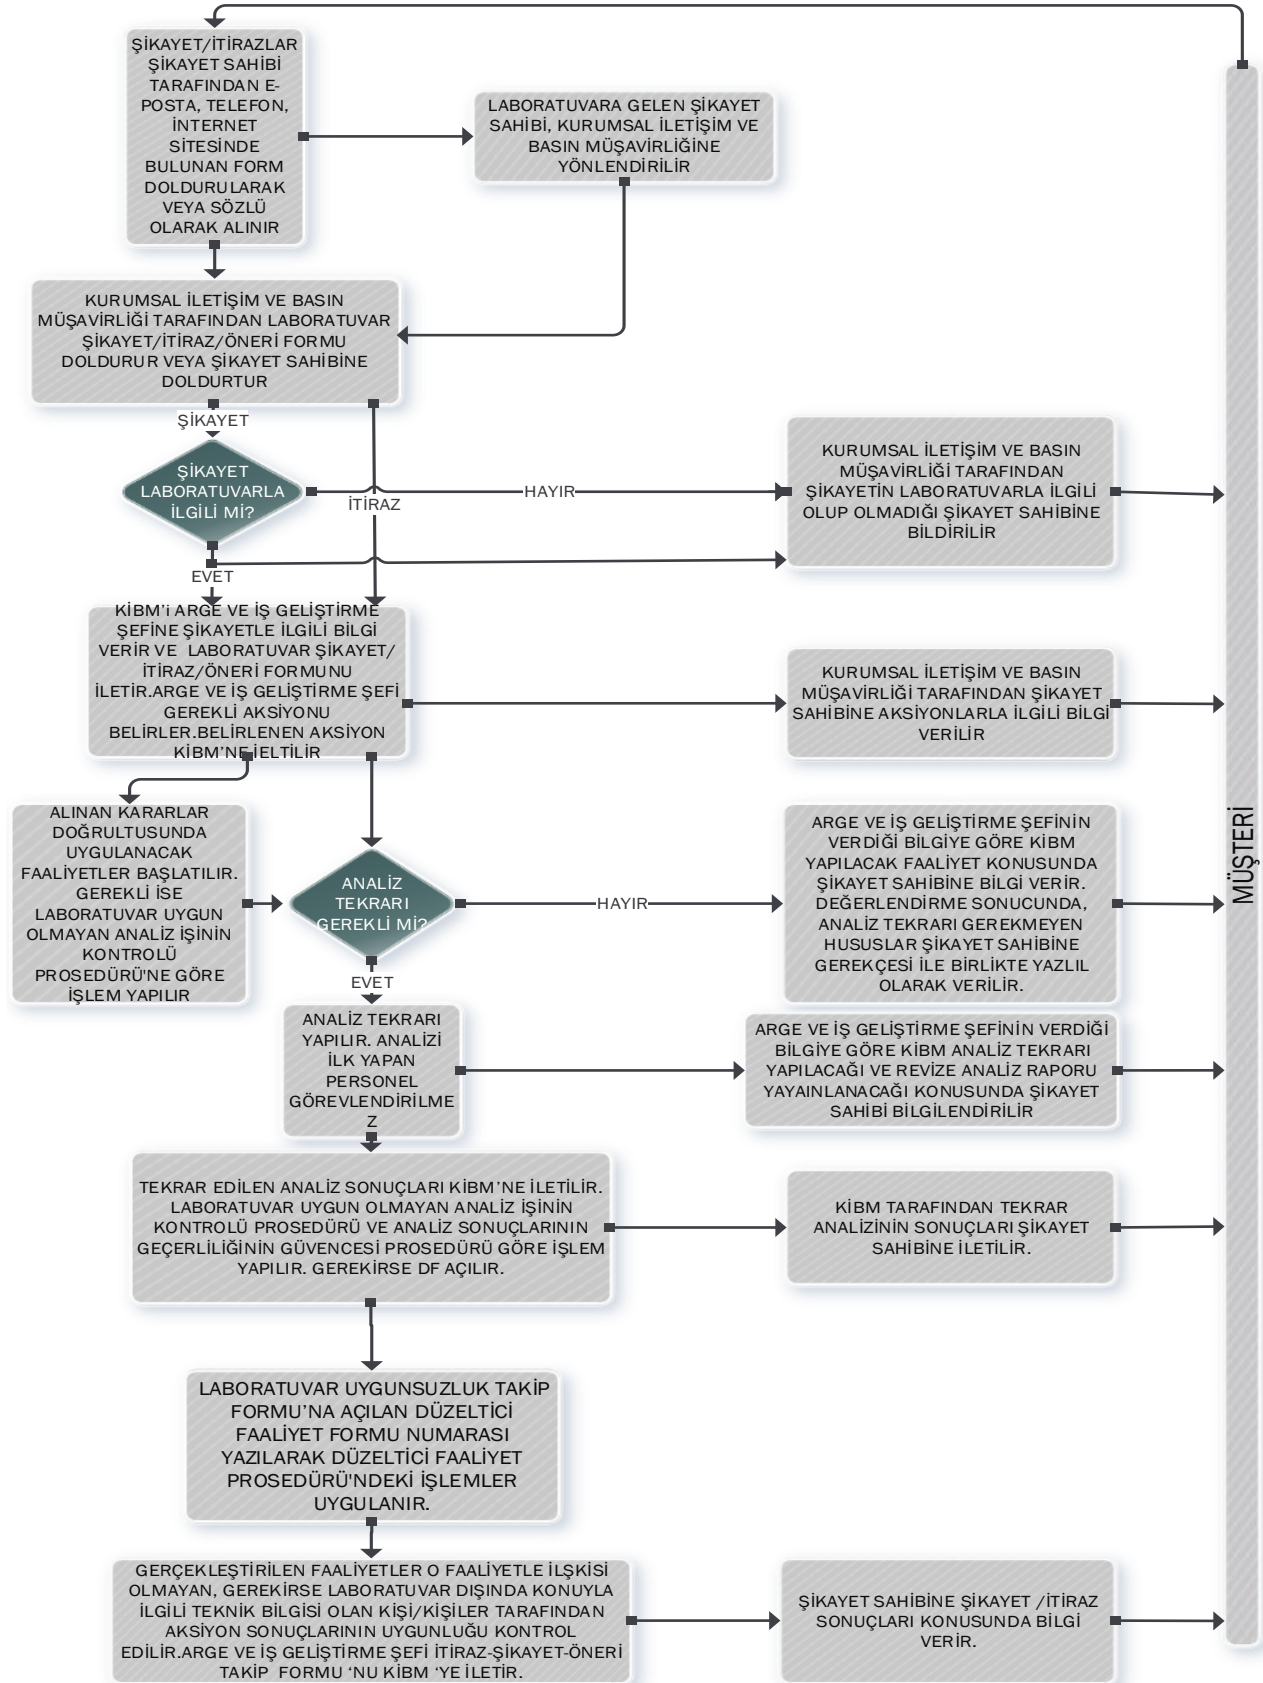 ŞİKAYET/İTİRAZLAR
ŞİKAYET SAHİBİ
TARAFINDAN E-
POSTA, TELEFON,
İNTERNET
SİTESİNDE
BULUNAN FORM
DOLDURULARAK
VEYA SÖZLÜ
OLARAK ALINIR
LABORATUVARA GELEN ŞİKAYET
SAHİBİ, KURUMSAL İLETİŞİM VE
BASIN MÜŞAVİRLİĞİNE
YÖNLENDİRİLİR
KURUMSAL İLETİŞİM VE BASIN
MÜŞAVİRLİĞİ TARAFINDAN LABORATUVAR
ŞİKAYET/İTİRAZ/ÖNERİ FORMU
DOLDURUR VEYA ŞİKAYET SAHİBİNE
DOLDURTUR
ŞİKAYET
ŞİKAYET
LABORATUVARLA
İLGİLİ Mİ?
İTİRAZ
HAYIR
KURUMSAL İLETİŞİM VE BASIN
MÜŞAVİRLİĞİ TARAFINDAN
ŞİKAYETİN LABORATUVARLA İLGİLİ
OLUP OLMADIĞI ŞİKAYET SAHİBİNE
BİLDİRİLİR
EVET
KİBM'i ARGE VE İŞ GELİŞTİRME
ŞEFİNE ŞİKAYETLE İLGİLİ BİLGİ
VERİR VE LABORATUVAR ŞİKAYET/
İTİRAZ/ÖNERİ FORMUNU
İLETİR.ARGE VE İŞ GELİŞTİRME ŞEFİ
GEREKLİ AKSİYONU
BELİRLER.BELİRLENEN AKSİYON
KİBM'NE İELTİLİR
KURUMSAL İLETİŞİM VE BASIN
MÜŞAVİRLİĞİ TARAFINDAN ŞİKAYET
SAHİBİNE AKSİYONLARLA İLGİLİ BİLGİ
VERİLİR
MÜŞTERİ
ALINAN KARARLAR
DOĞRULTUSUNDA
UYGULANACAK
FAALİYETLER BAŞLATILIR.
GEREKLİ İSE
LABORATUVAR UYGUN
OLMAYAN ANALİZ İŞİNİN
KONTROLÜ
PROSEDÜRÜ'NE GÖRE
İŞLEM YAPILIR
ANALİZ
TEKRARI
GEREKLİ Mİ?
HAYIR
ARGE VE İŞ GELİŞTİRME ŞEFİNİN
VERDİĞİ BİLGİYE GÖRE KİBM
YAPILACAK FAALİYET KONUSUNDA
ŞİKAYET SAHİBİNE BİLGİ VERİR.
DEĞERLENDİRME SONUCUNDA,
ANALİZ TEKRARI GEREKMEYEN
HUSUSLAR ŞİKAYET SAHİBİNE
GEREKÇESİ İLE BİRLİKTE YAZLIL
OLARAK VERİLİR.
EVET
ANALİZ TEKRARI
YAPILIR. ANALİZİ
İLK YAPAN
PERSONEL
GÖREVLENDİRİLME
Z
ARGE VE İŞ GELİŞTİRME ŞEFİNİN VERDİĞİ
BİLGİYE GÖRE KİBM ANALİZ TEKRARI
YAPILACAĞI VE REVİZE ANALİZ RAPORU
YAYAINLANACAĞI KONUSUNDA ŞİKAYET
SAHİBİ BİLGİLENDİRİLİR
TEKRAR EDİLEN ANALİZ SONUÇLARI KİBM'NE İLETİLİR.
LABORATUVAR UYGUN OLMAYAN ANALİZ İŞİNİN
KONTROLÜ PROSEDÜRÜ VE ANALİZ SONUÇLARININ
GEÇERLİLİĞİNİN GÜVENCESİ PROSEDÜRÜ GÖRE İŞLEM
YAPILIR. GEREKİRSE DF AÇILIR.
KİBM TARAFINDAN TEKRAR
ANALİZİNİN SONUÇLARI ŞİKAYET
SAHİBİNE İLETİLİR.
LABORATUVAR UYGUNSUZLUK TAKİP
FORMU'NA AÇILAN DÜZELTİCİ
FAALİYET FORMU NUMARASI
YAZILARAK DÜZELTİCİ FAALİYET
PROSEDÜRÜ'NDEKİ İŞLEMLER
UYGULANIR.
GERÇEKLEŞTİRİLEN FAALİYETLER O FAALİYETLE İLŞKİSİ
OLMAYAN, GEREKİRSE LABORATUVAR DIŞINDA KONUYLA
İLGİLİ TEKNİK BİLGİSİ OLAN KİŞİ/KİŞİLER TARAFINDAN
AKSİYON SONUÇLARININ UYGUNLUĞU KONTROL
EDİLİR.ARGE VE İŞ GELİŞTİRME ŞEFİ İTİRAZ-ŞİKAYET-ÖNERİ
TAKİP FORMU 'NU KİBM 'YE İLETİR.
ŞİKAYET SAHİBİNE ŞİKAYET /İTİRAZ
SONUÇLARI KONUSUNDA BİLGİ
VERİR.